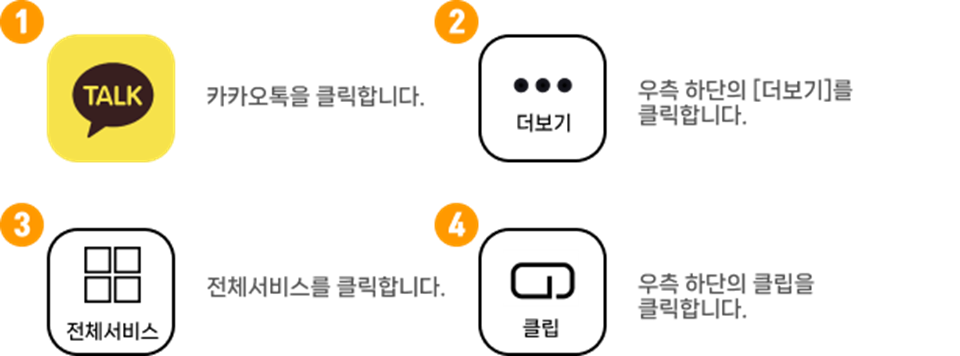 1
TALK
카카오톡을 클릭합니다.
2
더보기
우측 하단의 [더보기]를
클릭합니다.
3
전체서비스
전체서비스를 클릭합니다.
4
클립
우측 하단의 클립을
클릭합니다.